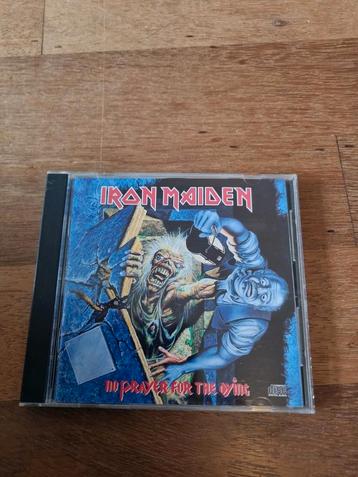 IRON MAIDEN
NO PRAYER FOR THE DYING